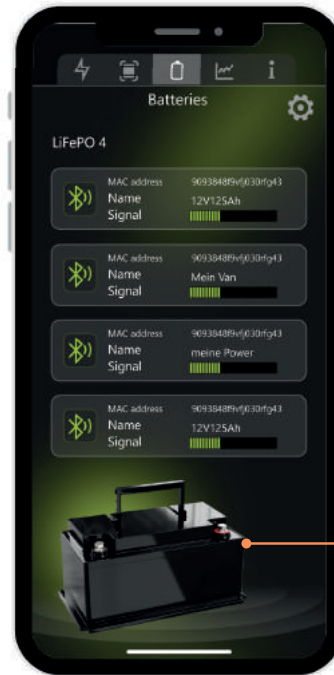 i
Batteries
LiFePO 4
MAC address 9093848f9vfj030rfg43
Name 12V125Ah
Signal
MAC address 9093848f9vfj030rfg43
Name Mein Van
Signal
MAC address 9093848f9vfj030rfg43
Name meine Power
Signal
MAC address 9093848f9vfj030rfg43
Name 12V125Ah
Signal